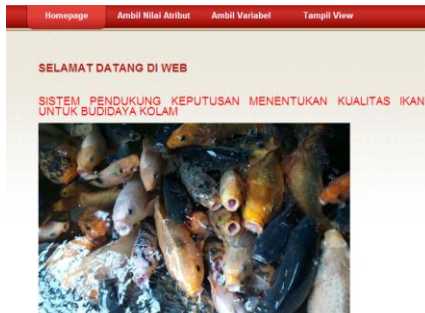 Homepage Ambil Nilai Atribut Ambil Variabel Tampil View
SELAMAT DATANG DI WEB
SISTEM PENDUKUNG KEPUTUSAN MENENTUKAN KUALITAS IKAN
UNTUK BUDIDAYA KOLAM